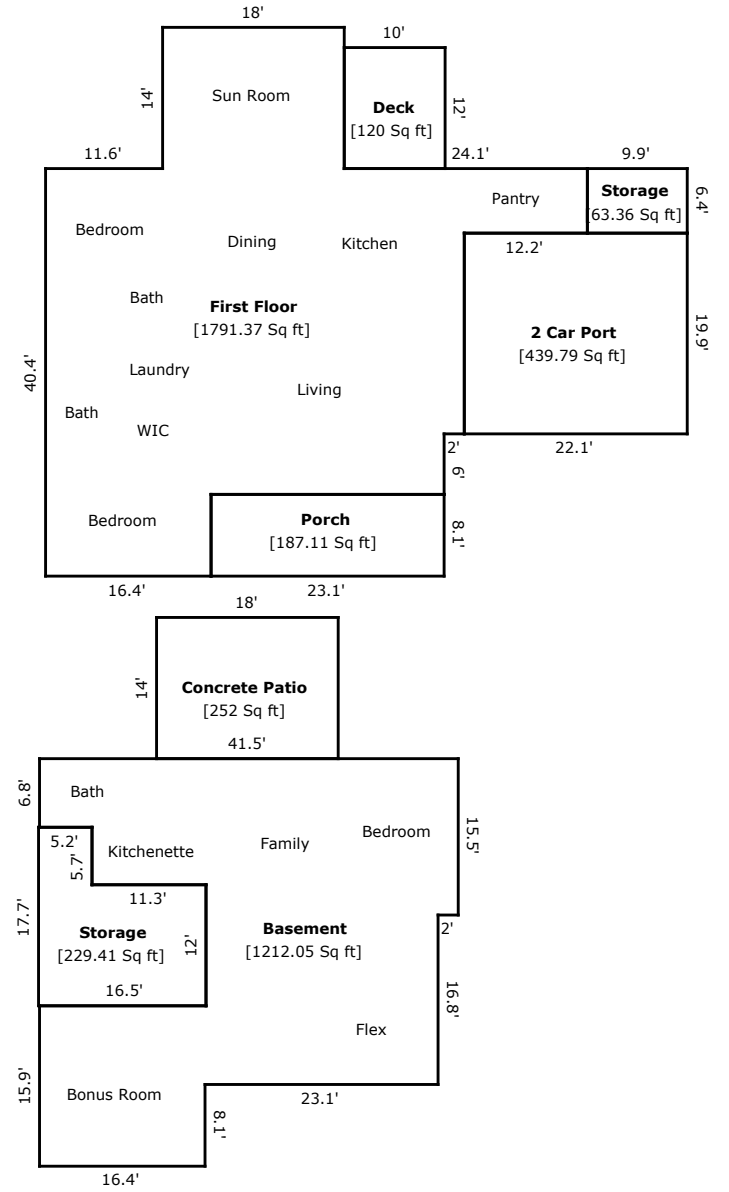 18'
10'
14'
Sun Room
Deck
[120 Sq ft]
12'
11.6'
24.1'
9.9'
Pantry
Storage
[63.36 Sq ft]
6.4'
Bedroom
Dining
Kitchen
12.2'
Bath
First Floor
[1791.37 Sq ft]
2 Car Port
[439.79 Sq ft]
19.9'
40.4'
Laundry
Living
Bath
WIC
2'
22.1'
6'
Bedroom
Porch
[187.11 Sq ft]
8.1'
16.4'
23.1'
18'
14'
Concrete Patio
[252 Sq ft]
41.5'
6.8'
Bath
5.2'
5.7'
Kitchenette
Family
Bedroom
15.5'
11.3'
17.7'
Storage
[229.41 Sq ft]
12'
Basement
[1212.05 Sq ft]
2'
16.5'
16.8'
Flex
15.9'
Bonus Room
23.1'
8.1'
16.4'